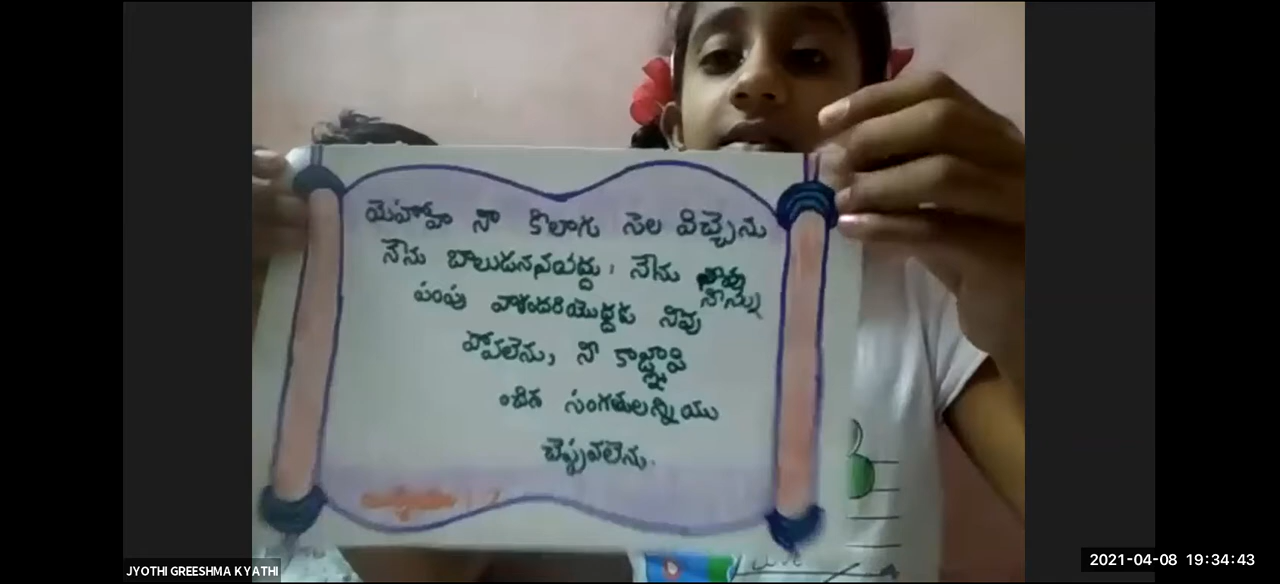 యెహోవా నా కీలాగు సెల విచ్చెను
నేను బాలుడననవద్దు; నేను నిన్ను
పంపు వారందరియొద్దకు నీవు
పోవలెను, నీ కాజ్ఞాపి
ంచిన సంగతులన్నియు
చెప్పవలెను.
JYOTHI GREESHMA KYATHI
2021-04-08 19:34:43